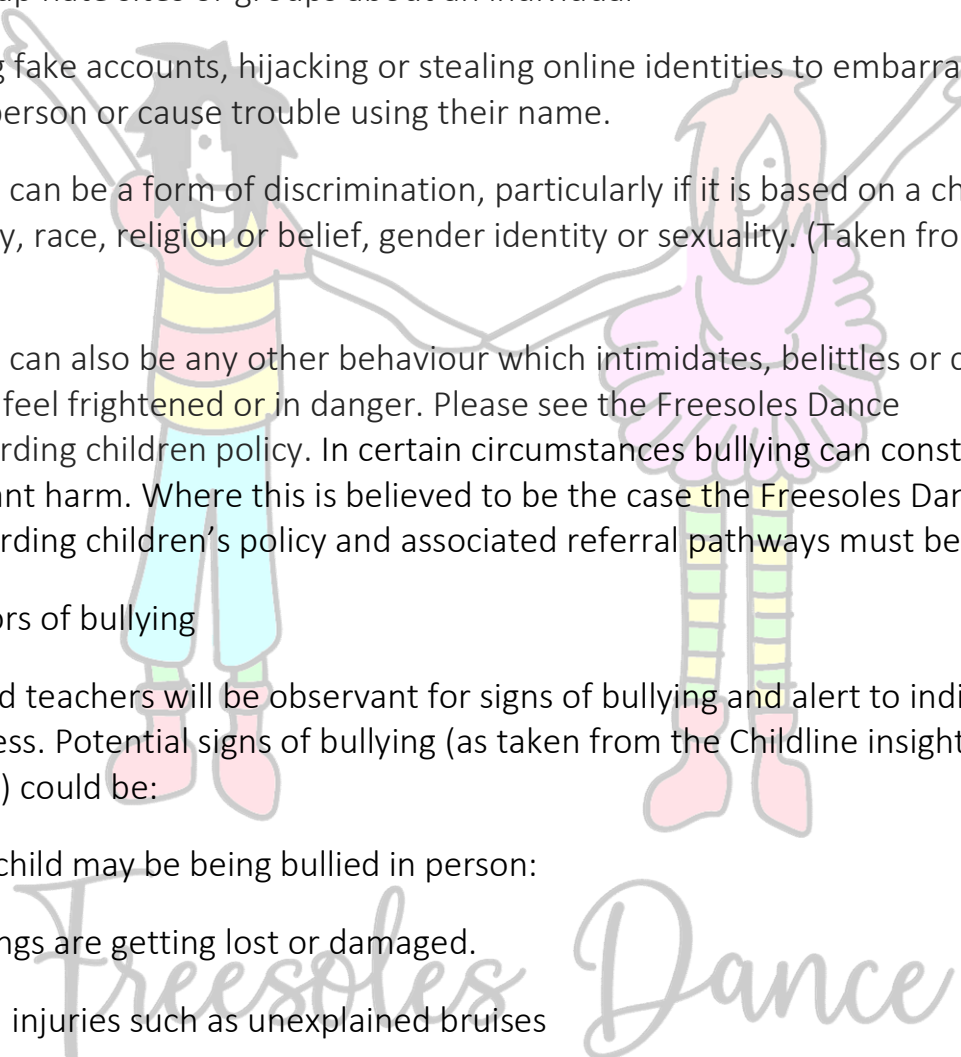 up hate sites or groups about an individual
g fake accounts, hijacking or stealing online identities to embarra
person or cause trouble using their name.
can be a form of discrimination, particularly if it is based on a ch
y, race, religion or belief, gender identity or sexuality. (Taken fro
can also be any other behaviour which intimidates, belittles or c
feel frightened or in danger. Please see the Freesoles Dance
rding children policy. In certain circumstances bullying can const
ant harm. Where this is believed to be the case the Freesoles Dan
rding children's policy and associated referral pathways must be
ors of bullying
d teachers will be observant for signs of bullying and alert to indi
ess. Potential signs of bullying (as taken from the Childline insight
) could be:
child may be being bullied in person:
ngs are getting lost or damaged.
injuries such as unexplained bruises
Freesoles Dance